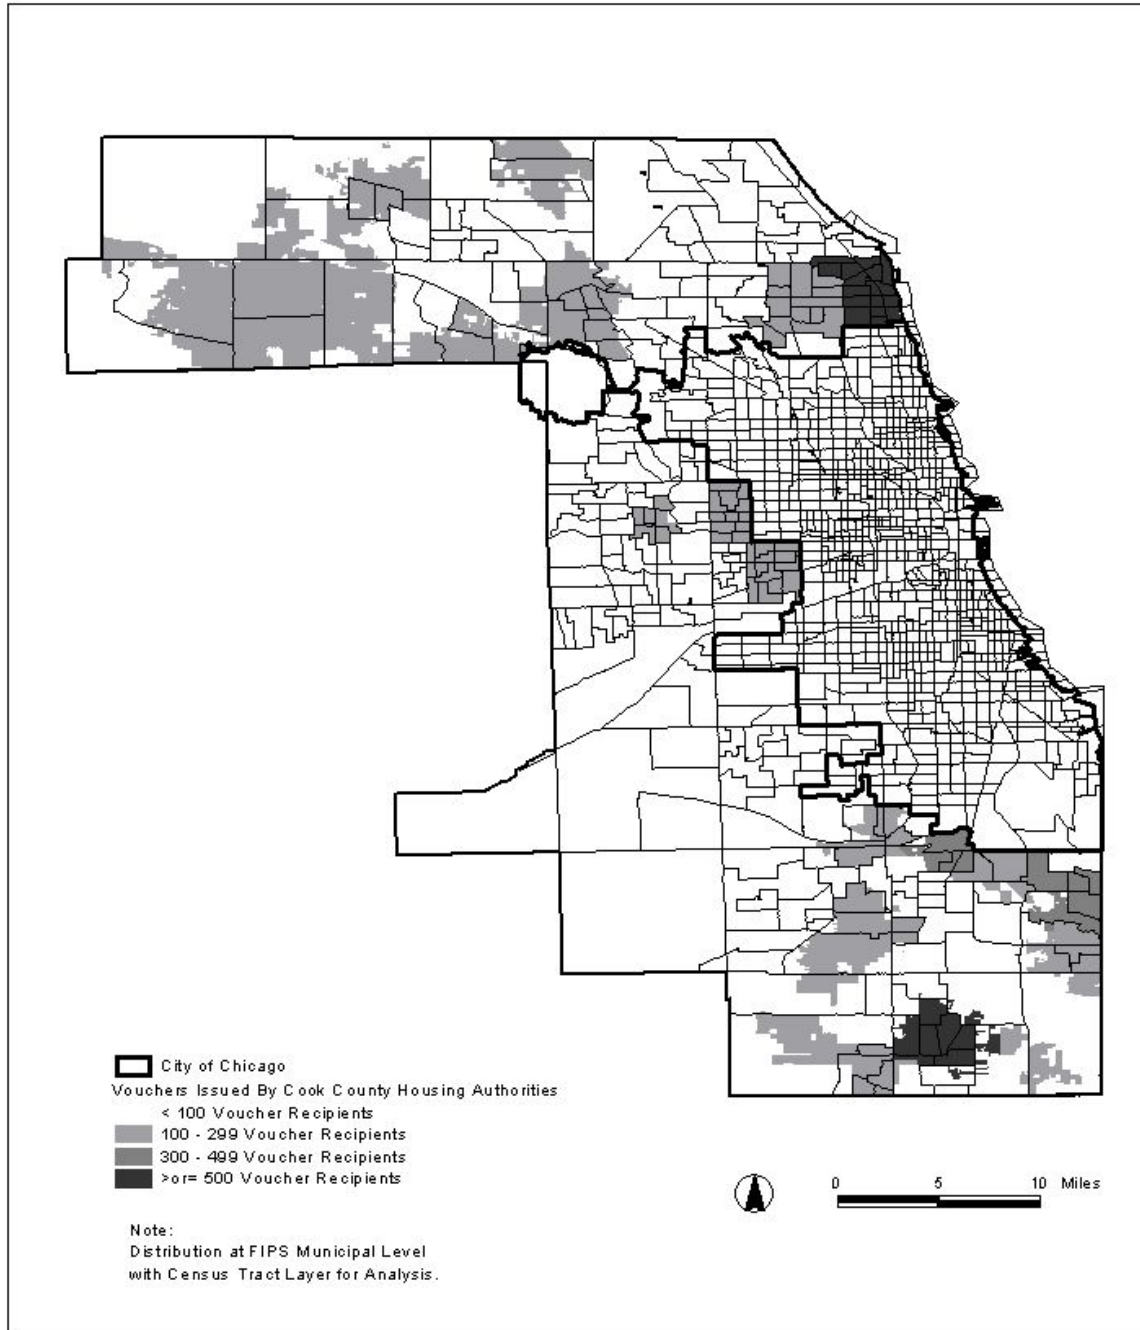 City of Chicago
Vouchers Issued By Cook County Housing Authorities
< 100 Voucher Recipients
100 - 299 Voucher Recipients
300 - 499 Voucher Recipients
>or= 500 Voucher Recipients
0 5 10 Miles
Note:
Distribution at FIPS Municipal Level
with Census Tract Layer for Analysis.